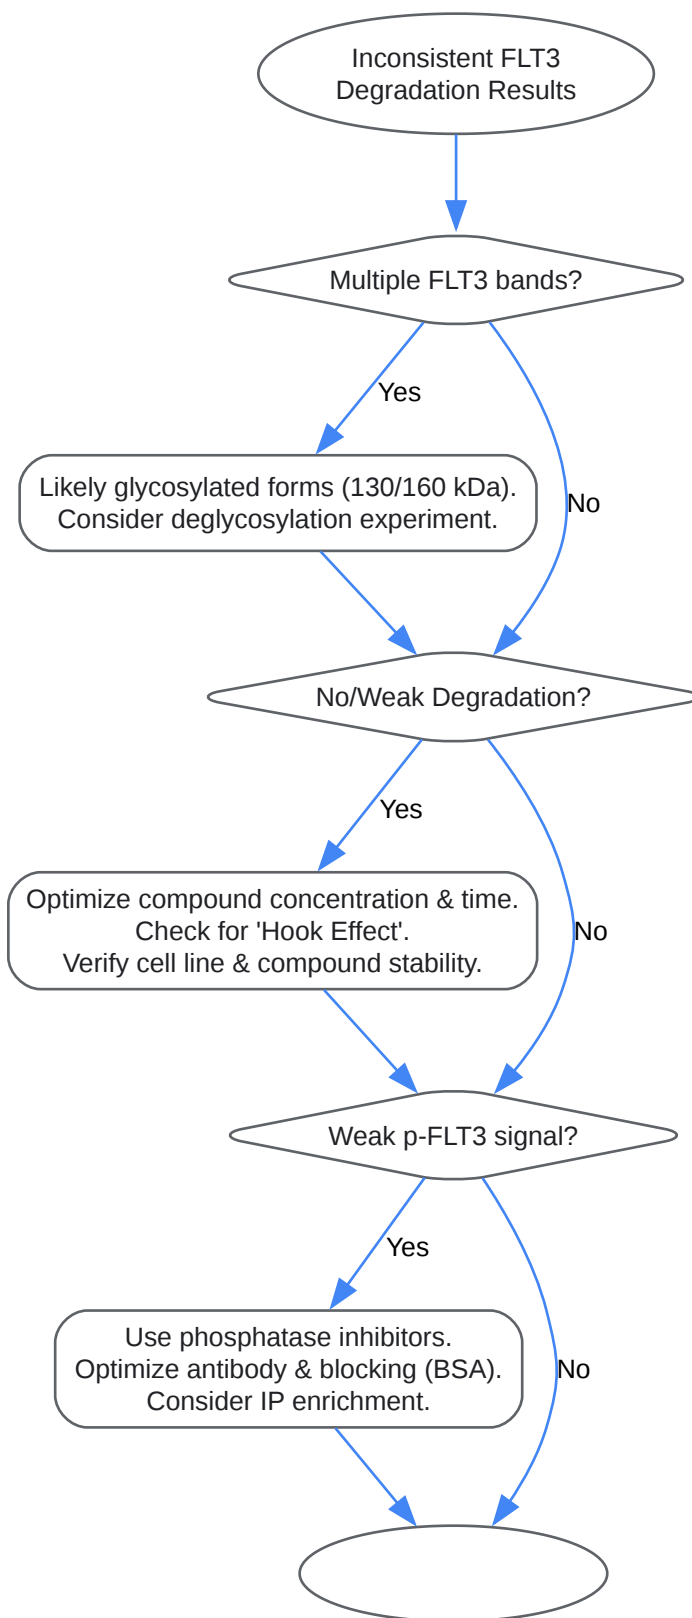 Inconsistent FLT3
Degradation Results
Multiple FLT3 bands?
Yes
Likely glycosylated forms (130/160 kDa).
Consider deglycosylation experiment.
No
No/Weak Degradation?
Yes
Optimize compound concentration & time.
Check for 'Hook Effect'.
Verify cell line & compound stability.
No
Weak p-FLT3 signal?
Yes
Use phosphatase inhibitors.
Optimize antibody & blocking (BSA).
Consider IP enrichment.
No